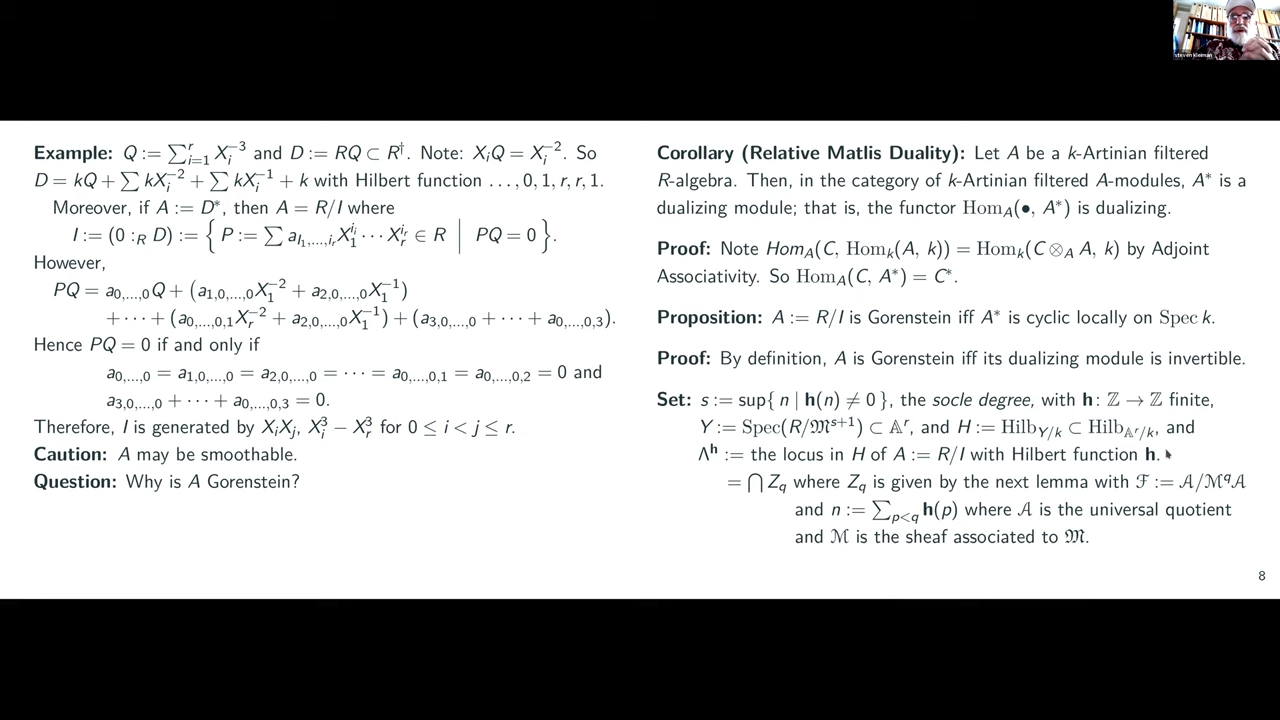 steven kleiman
Example: Q := ∑_{i=1}^{r} X_i^{-3} and D := RQ ⊂ R^†. Note: X_iQ = X_i^{-2}. So
D = kQ + ∑ kX_i^{-2} + ∑ kX_i^{-1} + k with Hilbert function …, 0, 1, r, r, 1.
Moreover, if A := D*, then A = R/I where
I := (0 :_R D) := { P := ∑ a_{I_1,…,i_r} X_1^{i_i} ⋯ X_r^{i_r} ∈ R | PQ = 0 }.
However,
PQ = a_{0,…,0}Q + (a_{1,0,…,0}X_1^{-2} + a_{2,0,…,0}X_1^{-1})
+ ⋯ + (a_{0,…,0,1}X_r^{-2} + a_{2,0,…,0}X_1^{-1}) + (a_{3,0,…,0} + ⋯ + a_{0,…,0,3}).
Hence PQ = 0 if and only if
a_{0,…,0} = a_{1,0,…,0} = a_{2,0,…,0} = ⋯ = a_{0,…,0,1} = a_{0,…,0,2} = 0 and
a_{3,0,…,0} + ⋯ + a_{0,…,0,3} = 0.
Therefore, I is generated by X_iX_j, X_i^3 − X_r^3 for 0 ≤ i < j ≤ r.
Caution: A may be smoothable.
Question: Why is A Gorenstein?
Corollary (Relative Matlis Duality): Let A be a k-Artinian filtered
R-algebra. Then, in the category of k-Artinian filtered A-modules, A* is a
dualizing module; that is, the functor Hom_A(•, A*) is dualizing.
Proof: Note Hom_A(C, Hom_k(A, k)) = Hom_k(C ⊗_A A, k) by Adjoint
Associativity. So Hom_A(C, A*) = C*.
Proposition: A := R/I is Gorenstein iff A* is cyclic locally on Spec k.
Proof: By definition, A is Gorenstein iff its dualizing module is invertible.
Set: s := sup{ n | h(n) ≠ 0 }, the socle degree, with h: ℤ → ℤ finite,
Y := Spec(R/𝔐^{s+1}) ⊂ 𝔸^r, and H := Hilb_{Y/k} ⊂ Hilb_{𝔸^r/k}, and
Λ^h := the locus in H of A := R/I with Hilbert function h.
= ⋂ Z_q where Z_q is given by the next lemma with ℱ := 𝒜/ℳ^q𝒜
and n := ∑_{p<q} h(p) where 𝒜 is the universal quotient
and ℳ is the sheaf associated to 𝔐.
8